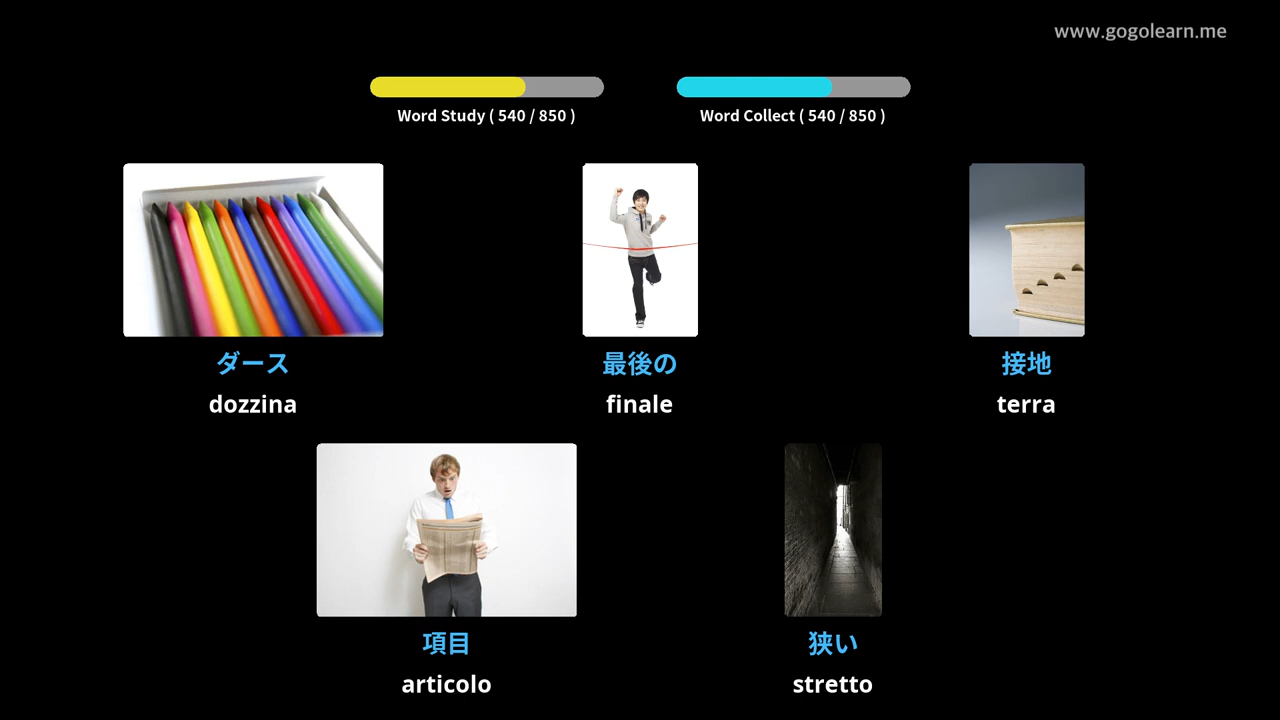 www.gogolearn.me
Word Study ( 540 / 850 )
Word Collect ( 540 / 850 )
ダース
dozzina
最後の
finale
接地
terra
項目
articolo
狭い
stretto